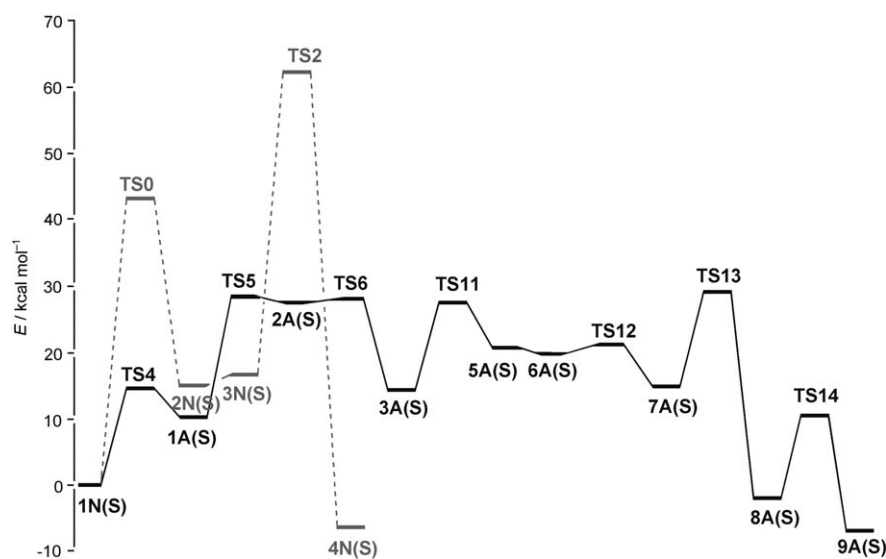 70
60
50
40
30
20
10
0
-10
E / kcal mol⁻¹
TS0
TS2
TS4
TS5
TS6
TS11
TS12
TS13
TS14
1N(S)
2N(S)
3N(S)
4N(S)
1A(S)
2A(S)
3A(S)
5A(S)
6A(S)
7A(S)
8A(S)
9A(S)